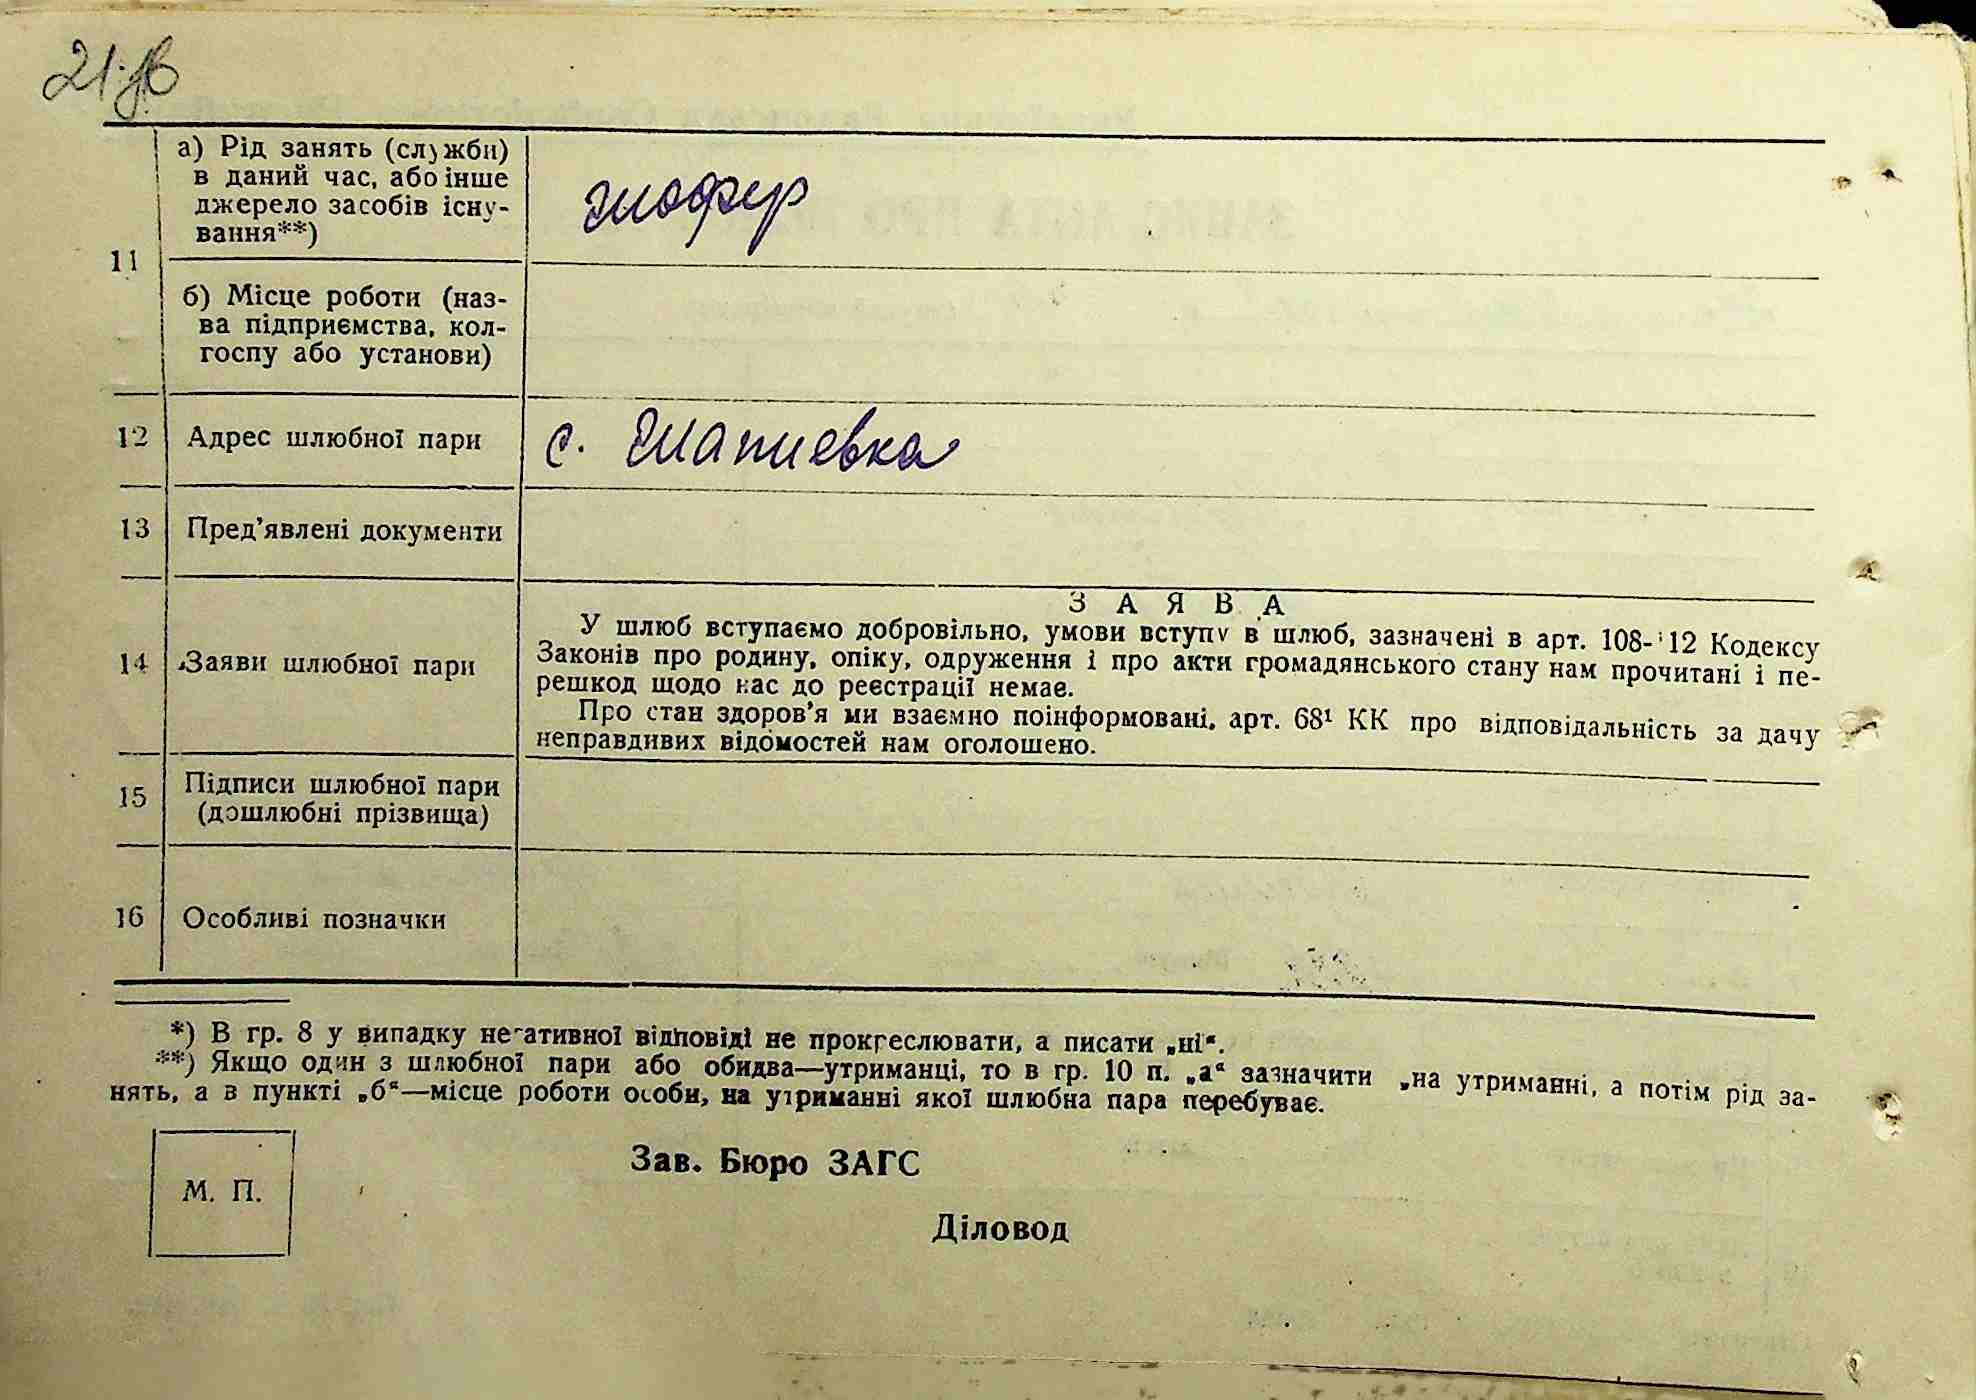 11
а) Рід занять (служби)
в даний час, або інше
джерело засобів існу-
вання**)
шофер
б) Місце роботи (наз-
ва підприємства, кол-
госпу або установи)
12 Адрес шлюбної пари с. Шапиевка
13 Пред’явлені документи
14 Заяви шлюбної пари
ЗАЯВА
У шлюб вступаємо добровільно, умови вступу в шлюб, зазначені в арт. 108-112 Кодексу
Законів про родину, опіку, одруження і про акти громадянського стану нам прочитані і пе-
решкод щодо нас до реєстрації немає.
Про стан здоров’я ми взаємно поінформовані, арт. 68¹ КК про відповідальність за дачу
неправдивих відомостей нам оголошено.
15 Підписи шлюбної пари
(дошлюбні прізвища)
16 Особливі позначки
*) В гр. 8 у випадку негативної відповіді не прокреслювати, а писати „ні“.
**) Якщо один з шлюбної пари або обидва—утриманці, то в гр. 10 п. „а“ зазначити „на утриманні, а потім рід за-
нять, а в пункті „б“—місце роботи особи, на утриманні якої шлюбна пара перебуває.
М. П.
Зав. Бюро ЗАГС
Діловод